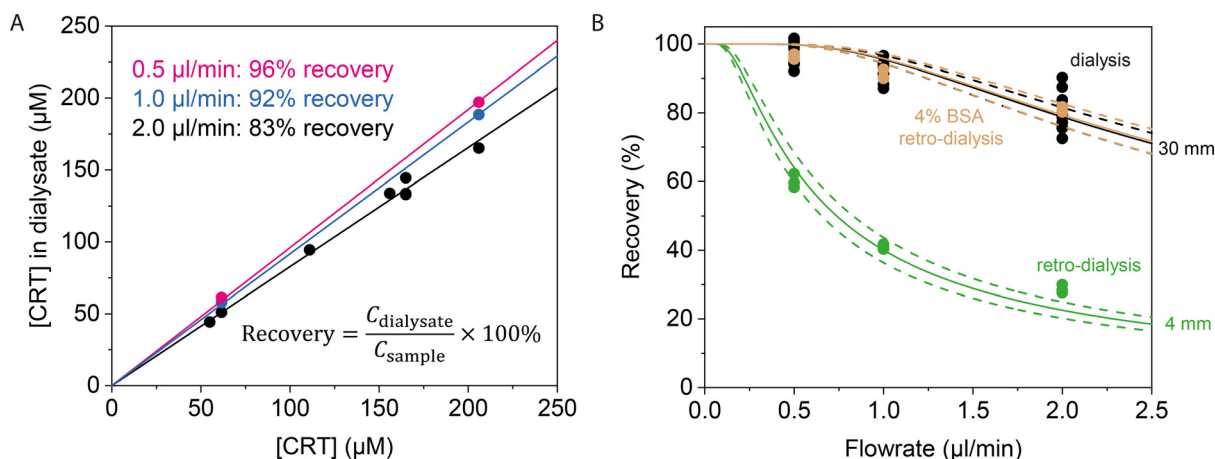 A
250
200
150
100
50
0
[CRT] in dialysate (µM)
0.5 µl/min: 96% recovery
1.0 µl/min: 92% recovery
2.0 µl/min: 83% recovery
Recovery = C_dialysate / C_sample × 100%
0 50 100 150 200 250
[CRT] (µM)
B
100
80
60
40
20
0
Recovery (%)
dialysis
4% BSA
retro-dialysis
30 mm
retro-dialysis
4 mm
0.0 0.5 1.0 1.5 2.0 2.5
Flowrate (µl/min)